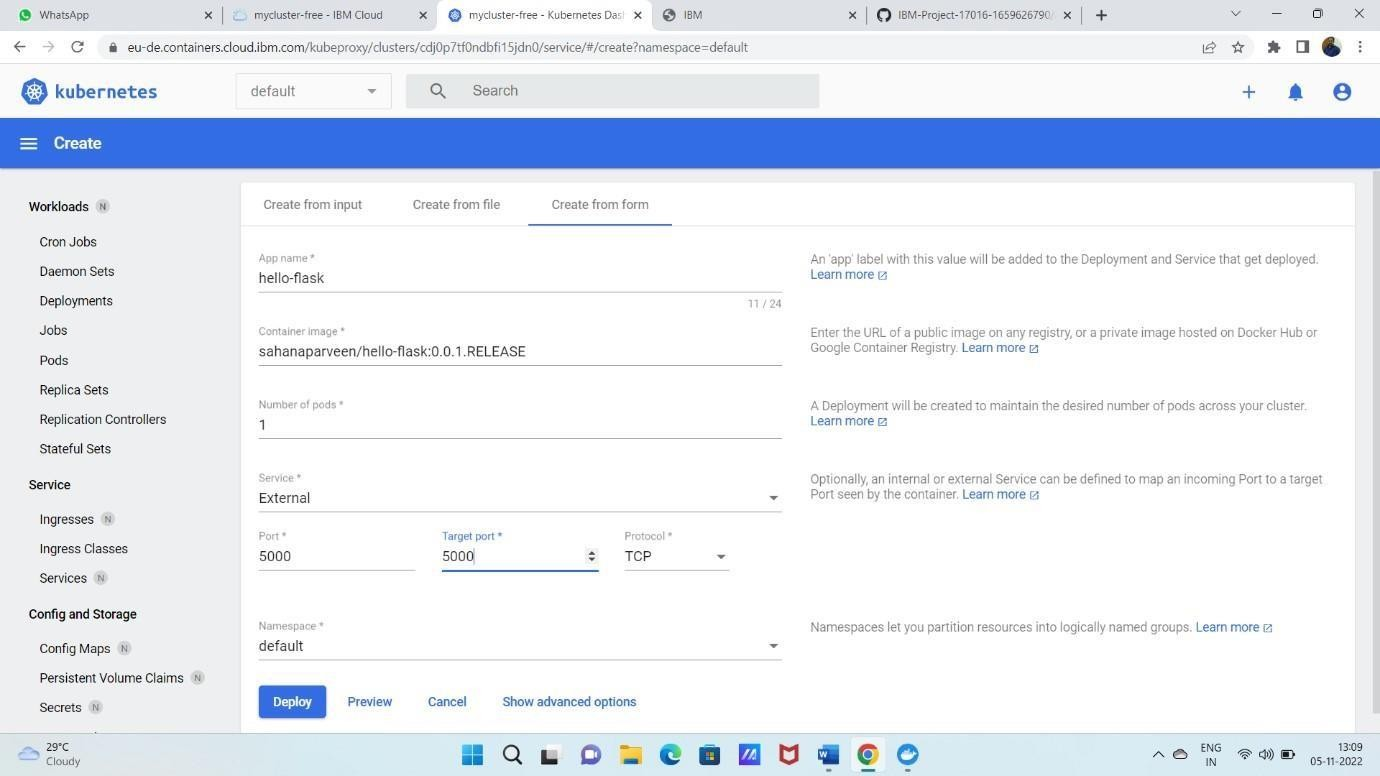 WhatsApp
mycluster-free - IBM Cloud
mycluster-free - Kubernetes Dash
IBM
IBM-Project-17016-1659626790/
eu-de.containers.cloud.ibm.com/kubeproxy/clusters/cdj0p7tf0ndbfi15jdn0/service/#/create?namespace=default
kubernetes
default
Search
Create
Workloads N
Cron Jobs
Daemon Sets
Deployments
Jobs
Pods
Replica Sets
Replication Controllers
Stateful Sets
Service
Ingresses N
Ingress Classes
Services N
Config and Storage
Config Maps N
Persistent Volume Claims N
Secrets N
Create from input
Create from file
Create from form
App name *
hello-flask
11 / 24
An 'app' label with this value will be added to the Deployment and Service that get deployed.
Learn more
Container image *
sahanaparveen/hello-flask:0.0.1.RELEASE
Enter the URL of a public image on any registry, or a private image hosted on Docker Hub or
Google Container Registry. Learn more
Number of pods *
1
A Deployment will be created to maintain the desired number of pods across your cluster.
Learn more
Service *
External
Optionally, an internal or external Service can be defined to map an incoming Port to a target
Port seen by the container. Learn more
Port *
5000
Target port *
5000
Protocol *
TCP
Namespace *
default
Namespaces let you partition resources into logically named groups. Learn more
Deploy
Preview
Cancel
Show advanced options
29°C
Cloudy
ENG
IN
13:09
05-11-2022